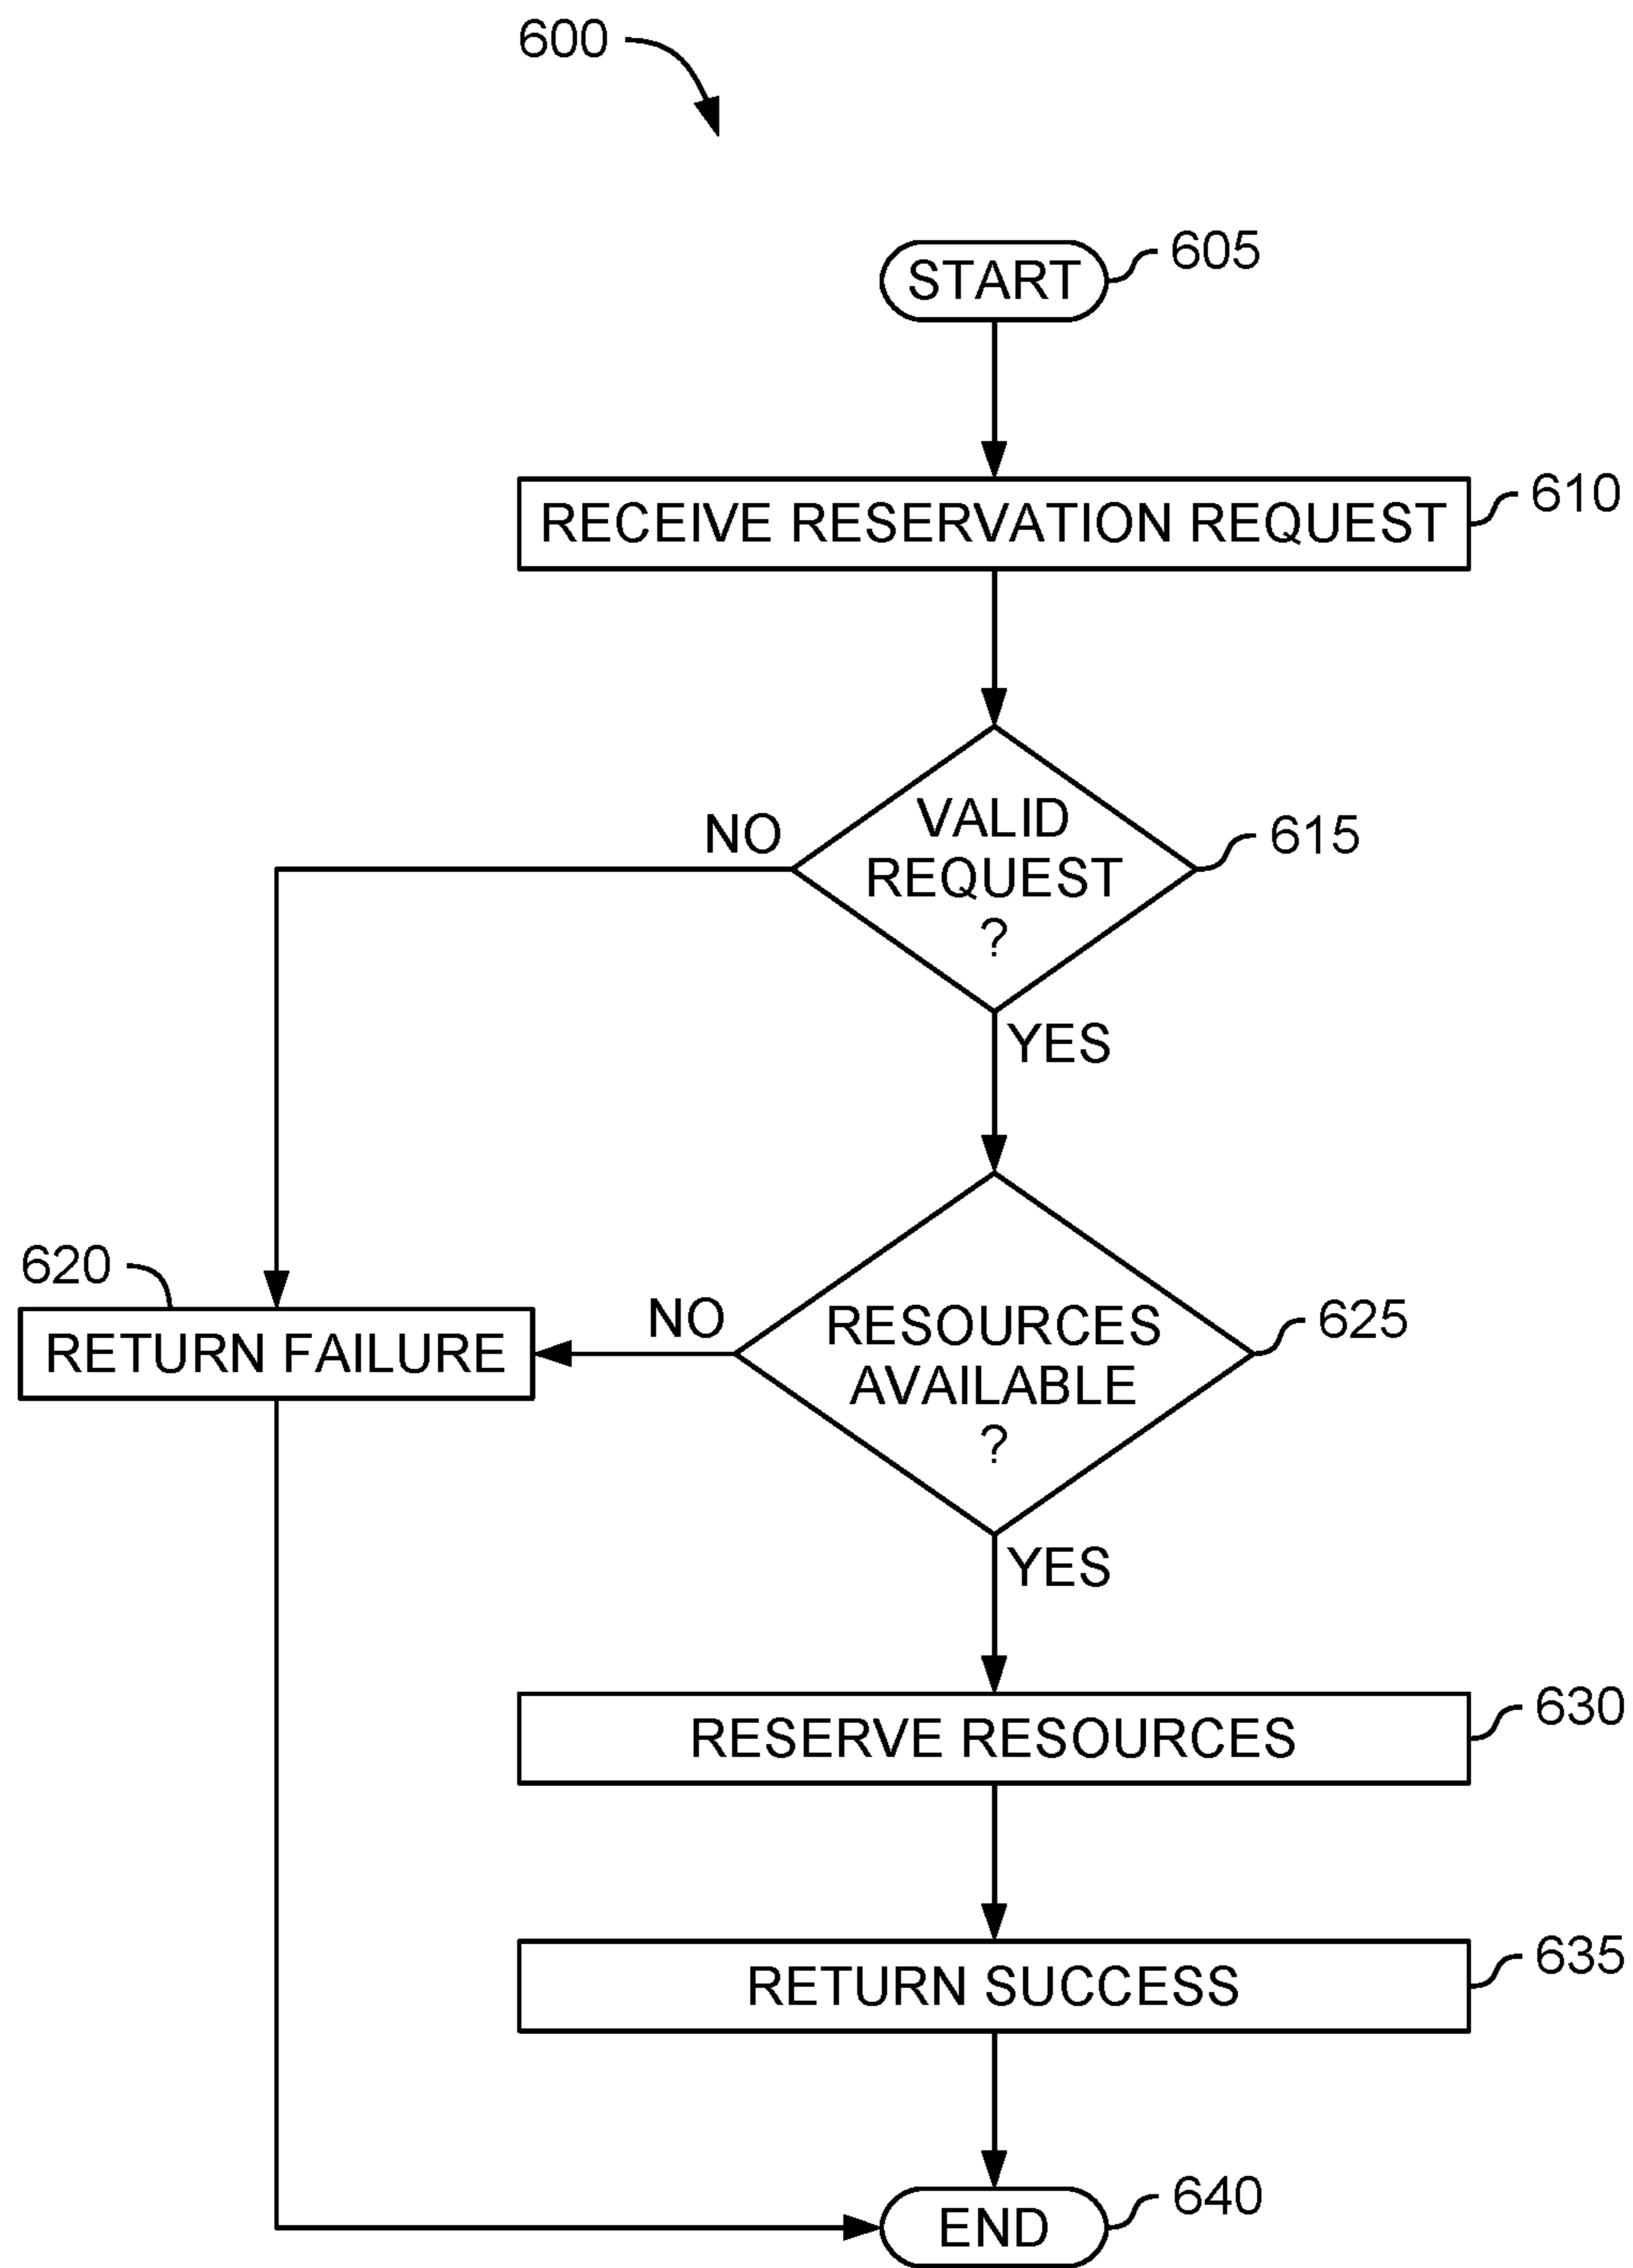 600
START
605
RECEIVE RESERVATION REQUEST
610
VALID
REQUEST
?
615
NO
YES
620
RETURN FAILURE
NO
RESOURCES
AVAILABLE
?
625
YES
RESERVE RESOURCES
630
RETURN SUCCESS
635
END
640